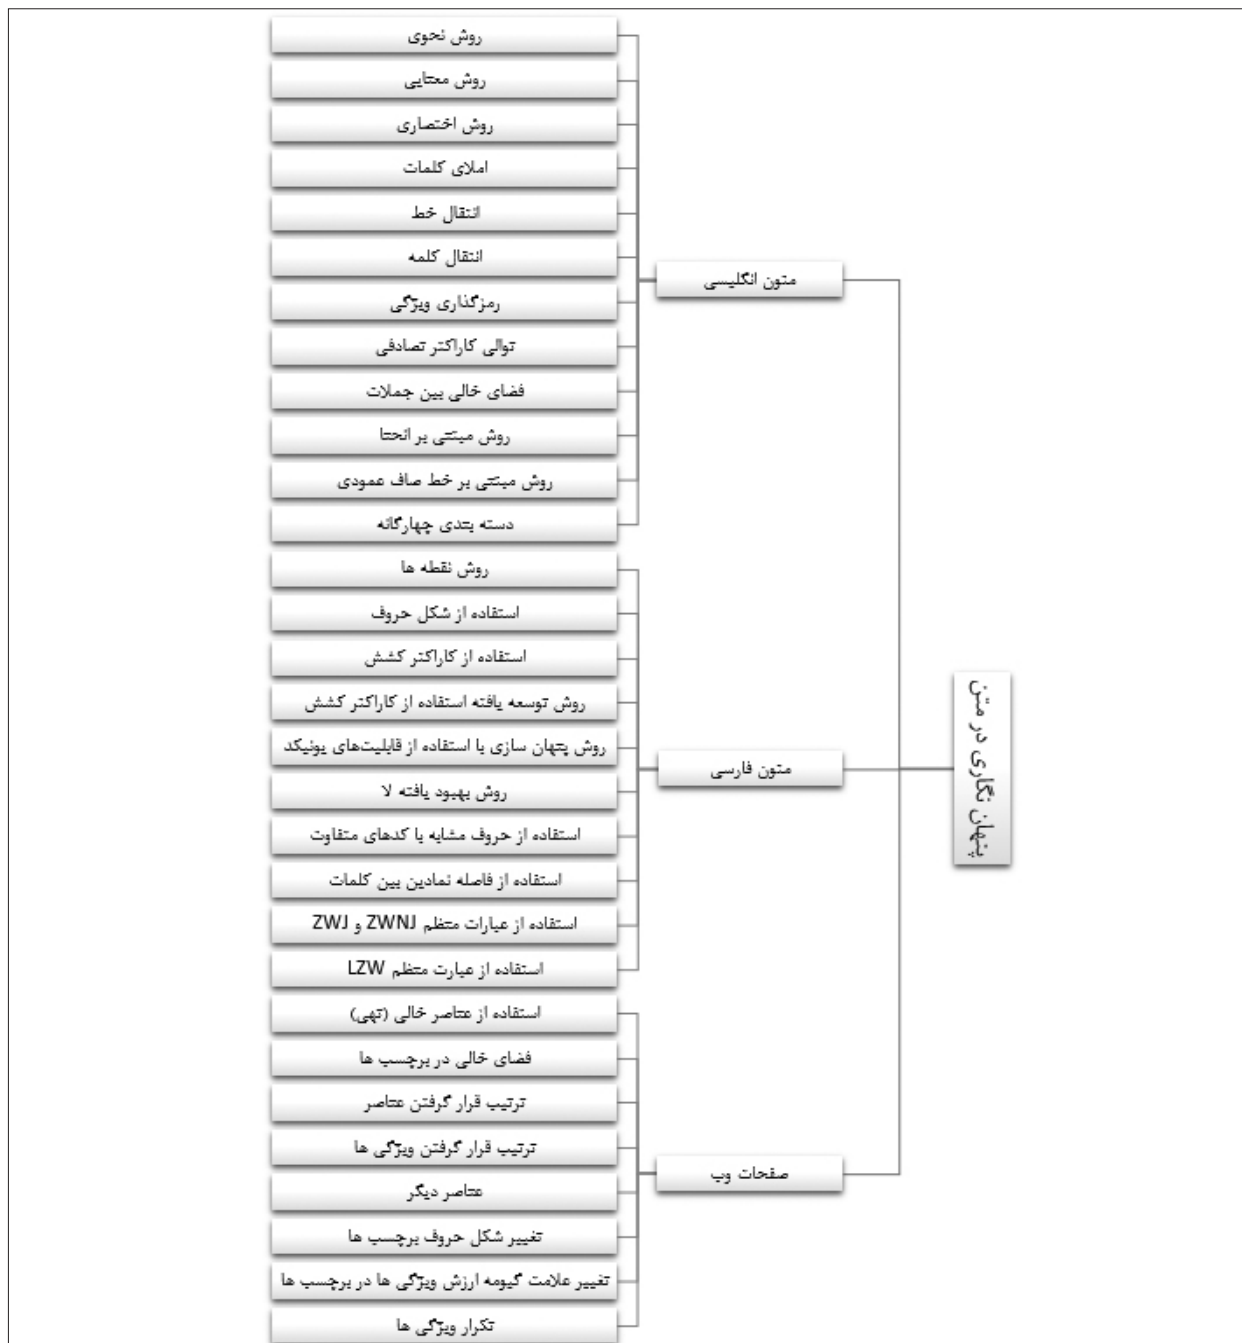 پنهان نگاری در متن
متون انگلیسی
روش نحوی
روش معنایی
روش اختصاری
املای کلمات
انتقال خط
انتقال کلمه
رمزگذاری ویژگی
توالی کاراکتر تصادفی
فضای خالی بین جملات
روش مبتنی بر انحنا
روش مبتنی بر خط صاف عمودی
دسته بندی چهارگانه
متون فارسی
روش نقطه ها
استفاده از شکل حروف
استفاده از کاراکتر کشش
روش توسعه یافته استفاده از کاراکتر کشش
روش پنهان سازی با استفاده از قابلیت‌های یونیکد
روش بهبود یافته لا
استفاده از حروف مشابه با کدهای متفاوت
استفاده از فاصله نمادین بین کلمات
استفاده از عبارات منظم ZWNJ و ZWJ
استفاده از عبارت منظم LZW
صفحات وب
استفاده از عناصر خالی (تهی)
فضای خالی در برچسب ها
ترتیب قرار گرفتن عناصر
ترتیب قرار گرفتن ویژگی ها
عناصر دیگر
تغییر شکل حروف برچسب ها
تغییر علامت گیومه ارزش ویژگی ها در برچسب ها
تکرار ویژگی ها